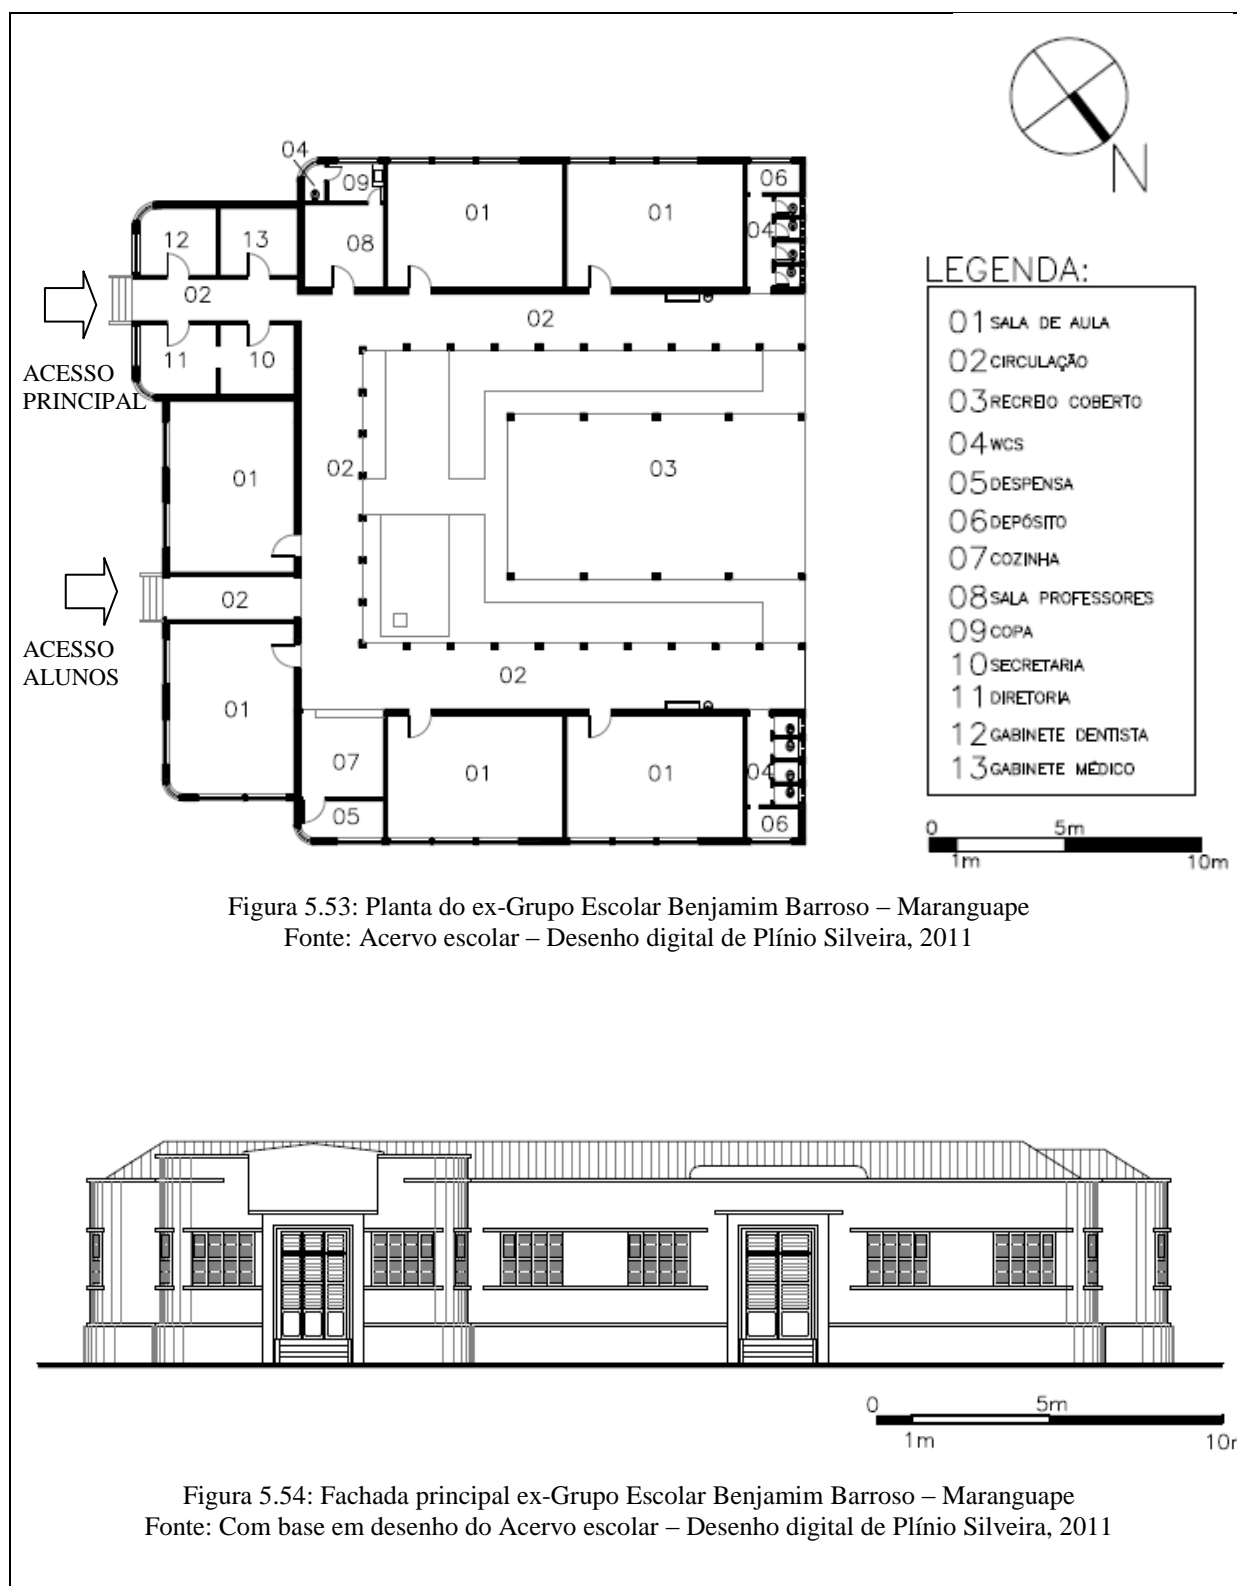 N
04
09
06
01
01
04
12
13
08
02
02
ACESSO
PRINCIPAL
11
10
02
03
01
02
ACESSO
ALUNOS
02
01
07
01
01
04
05
06
LEGENDA:
01 SALA DE AULA
02 CIRCULAÇÃO
03 RECREIO COBERTO
04 WCS
05 DESPENSA
06 DEPÓSITO
07 COZINHA
08 SALA PROFESSORES
09 COPA
10 SECRETARIA
11 DIRETORIA
12 GABINETE DENTISTA
13 GABINETE MÉDICO
0 5m
1m 10m
Figura 5.53: Planta do ex-Grupo Escolar Benjamim Barroso – Maranguape
Fonte: Acervo escolar – Desenho digital de Plínio Silveira, 2011
0 5m
1m 10m
Figura 5.54: Fachada principal ex-Grupo Escolar Benjamim Barroso – Maranguape
Fonte: Com base em desenho do Acervo escolar – Desenho digital de Plínio Silveira, 2011